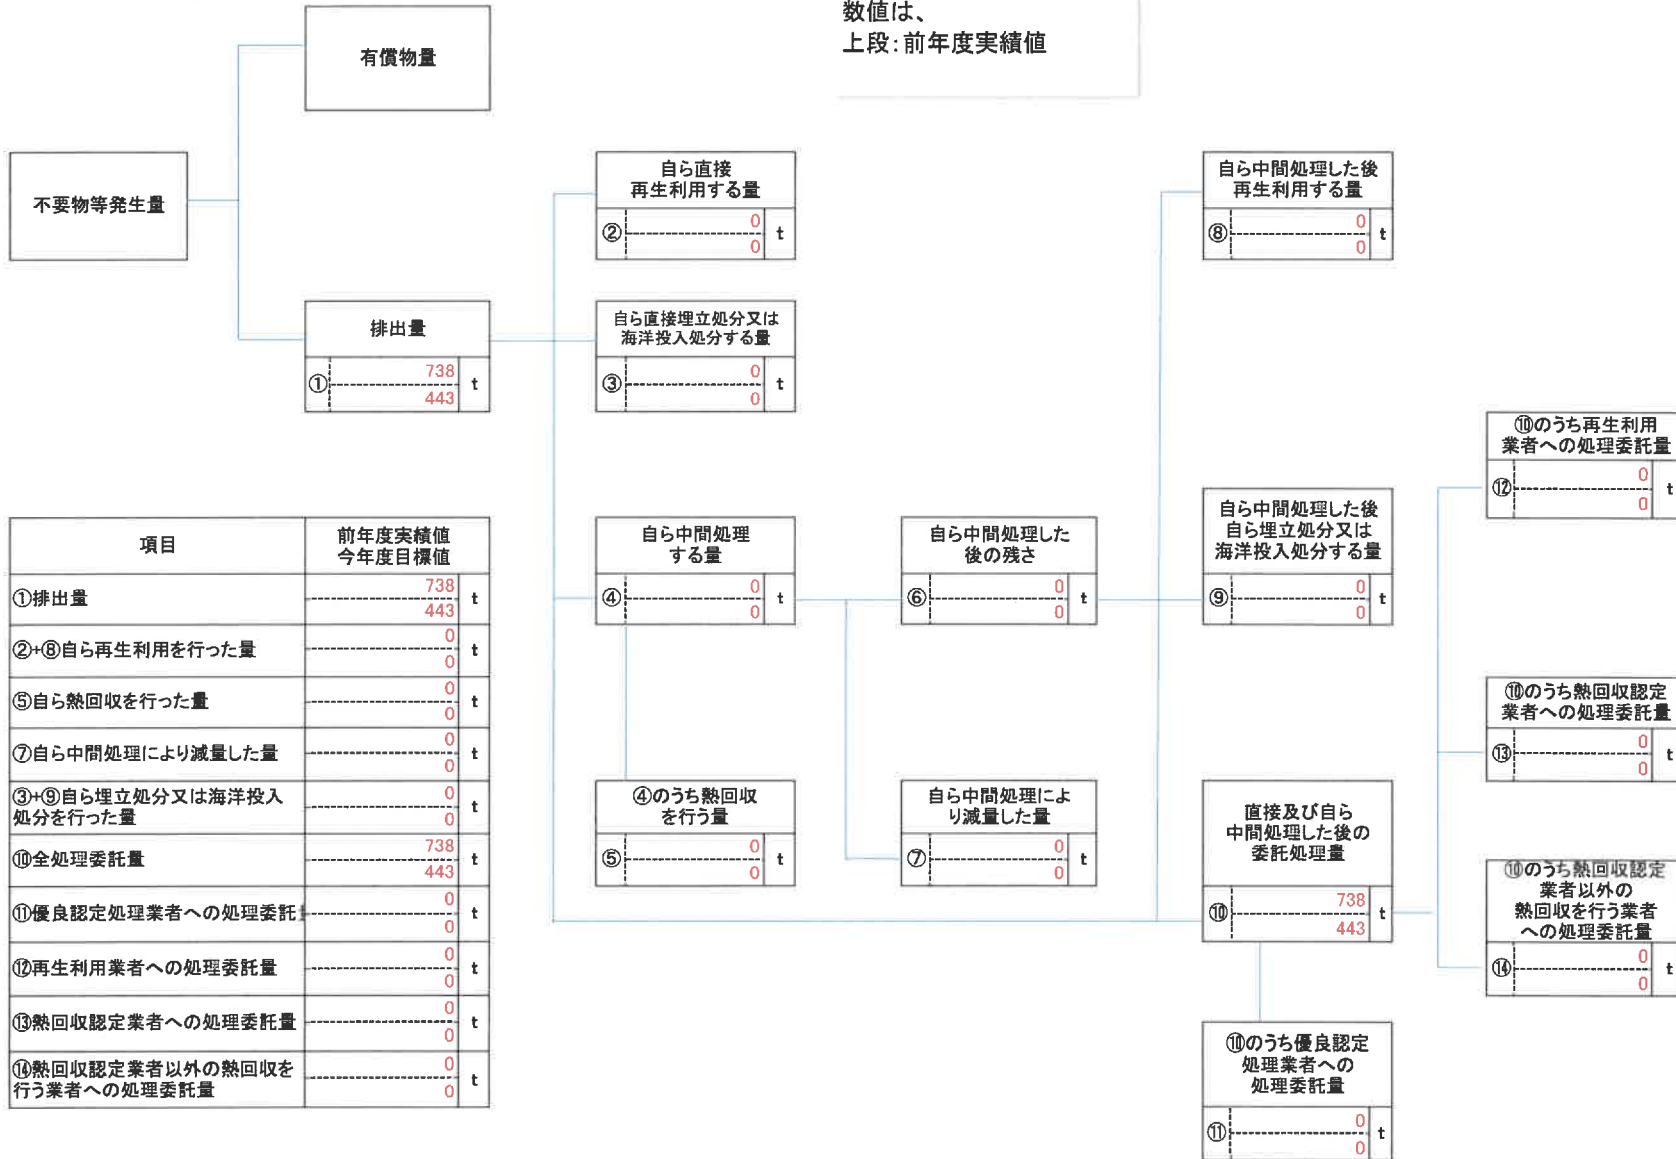 数値は、
上段:前年度実績値
有償物量
不要物等発生量
排出量
① 738 t
443
自ら直接
再生利用する量
② 0 t
0
自ら直接埋立処分又は
海洋投入処分する量
③ 0 t
0
自ら中間処理
する量
④ 0 t
0
④のうち熱回収
を行う量
⑤ 0 t
0
自ら中間処理した
後の残さ
⑥ 0 t
0
自ら中間処理によ
り減量した量
⑦ 0 t
0
自ら中間処理した後
再生利用する量
⑧ 0 t
0
自ら中間処理した後
自ら埋立処分又は
海洋投入処分する量
⑨ 0 t
0
直接及び自ら
中間処理した後の
委託処理量
⑩ 738 t
443
⑩のうち優良認定
処理業者への
処理委託量
⑪ 0 t
0
⑩のうち再生利用
業者への処理委託量
⑫ 0 t
0
⑩のうち熱回収認定
業者への処理委託量
⑬ 0 t
0
⑩のうち熱回収認定
業者以外の
熱回収を行う業者
への処理委託量
⑭ 0 t
0
項目 前年度実績値
今年度目標値
①排出量 738 t
443
②+⑧自ら再生利用を行った量 0 t
0
⑤自ら熱回収を行った量 0 t
0
⑦自ら中間処理により減量した量 0 t
0
③+⑨自ら埋立処分又は海洋投入
処分を行った量 0 t
0
⑩全処理委託量 738 t
443
⑪優良認定処理業者への処理委託 0 t
0
⑫再生利用業者への処理委託量 0 t
0
⑬熱回収認定業者への処理委託量 0 t
0
⑭熱回収認定業者以外の熱回収を
行う業者への処理委託量 0 t
0